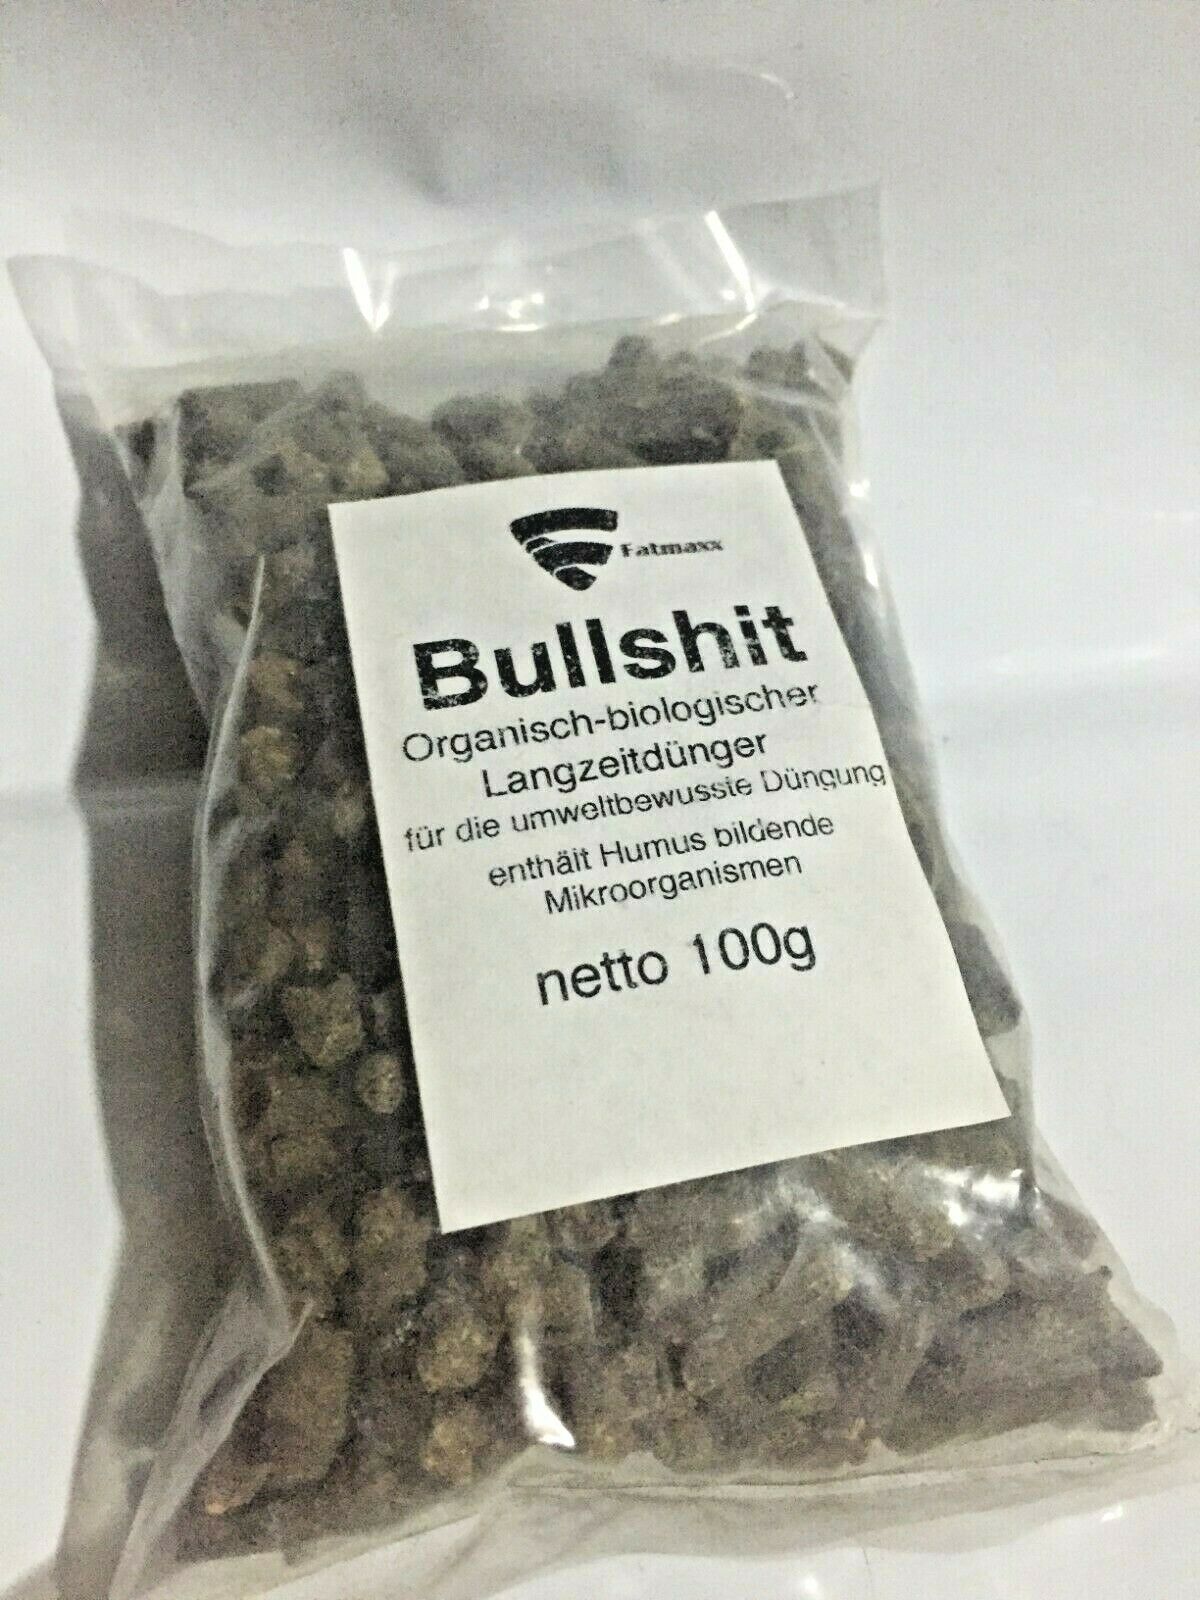 Fatmaxx
Bullshit
Organisch-biologischer
Langzeitdünger
für die umweltbewusste Düngung
enthält Humus bildende
Mikroorganismen
netto 100g